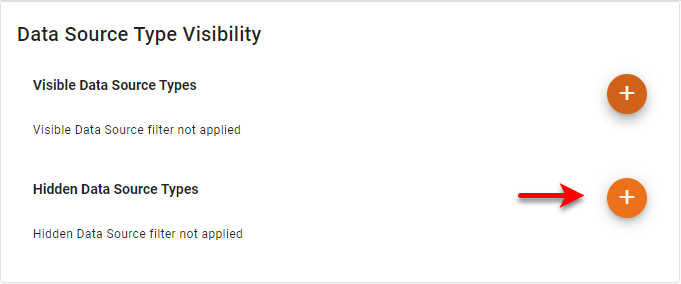 Data Source Type Visibility
Visible Data Source Types
+
Visible Data Source filter not applied
Hidden Data Source Types
+
Hidden Data Source filter not applied